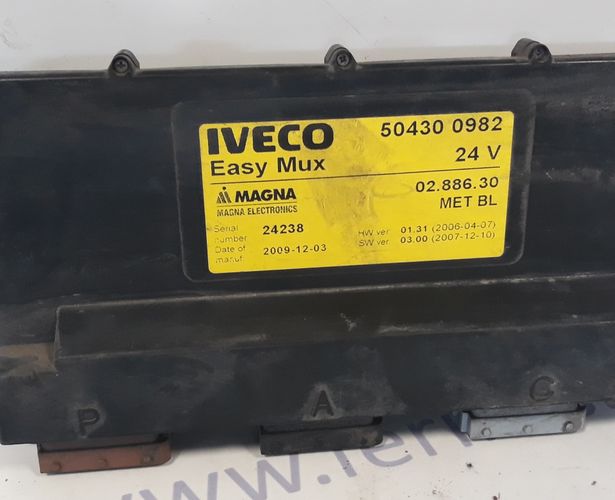 IVECO 50430 0982
Easy Mux 24 V
MAGNA 02.886.30
MAGNA ELECTRONICS MET BL
Serial number 24238 HW ver 01.31 (2006-04-07)
Date of manuf: 2009-12-03 SW ver 03.00 (2007-12-10)
P A C